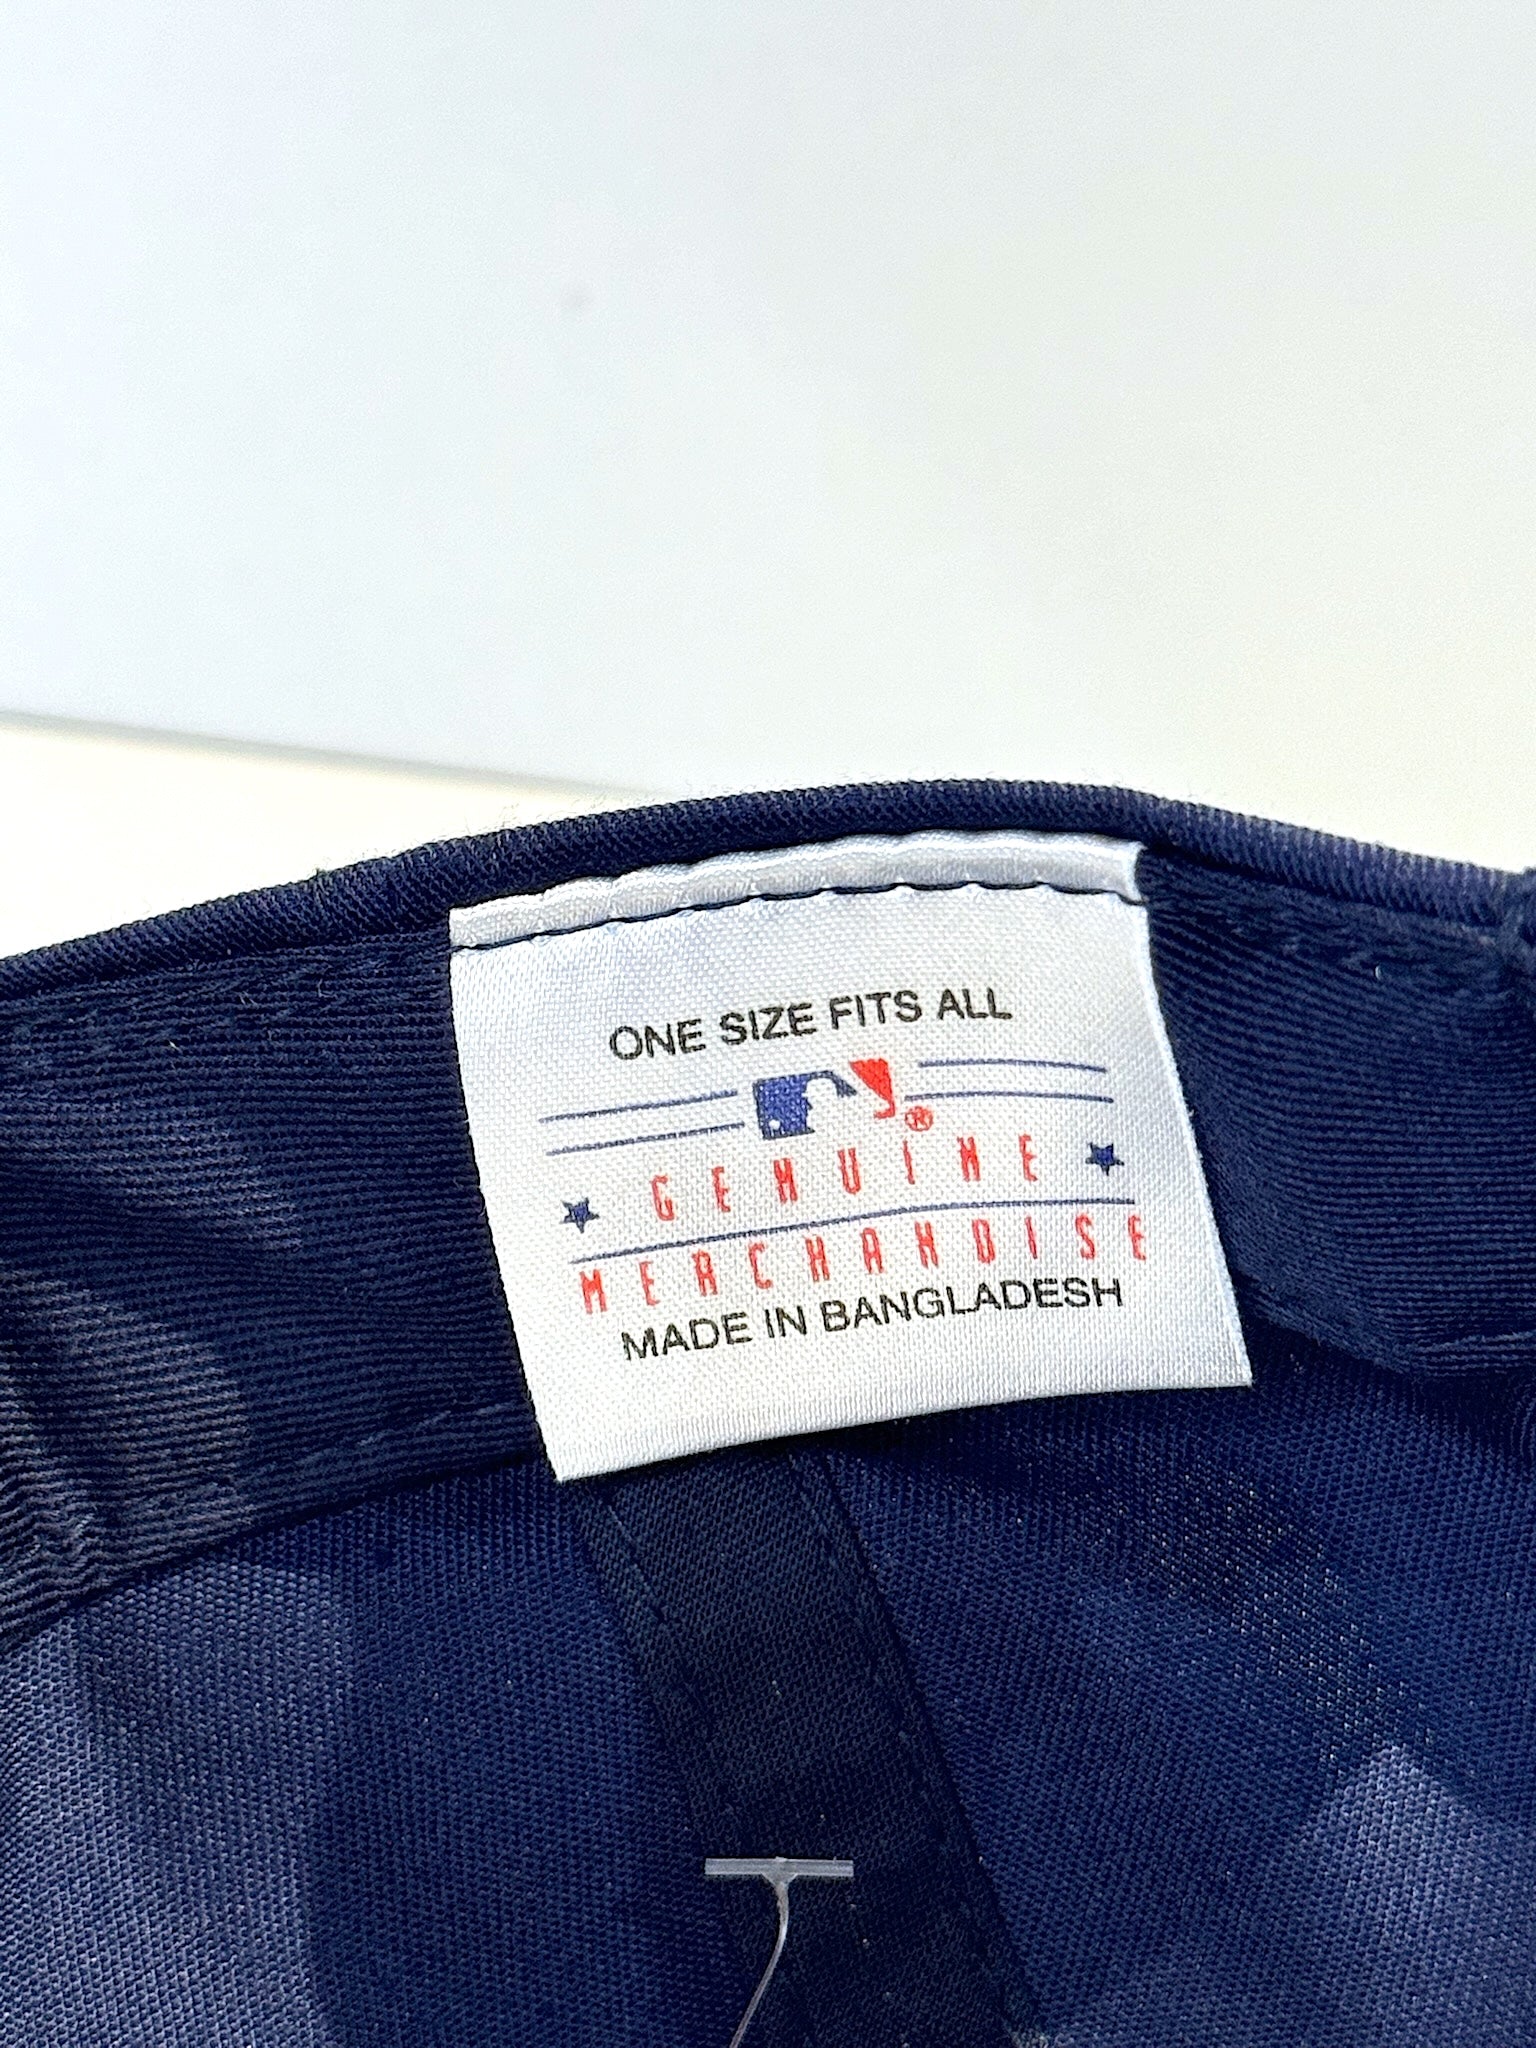 ONE SIZE FITS ALL
®
GENUINE
MERCHANDISE
MADE IN BANGLADESH